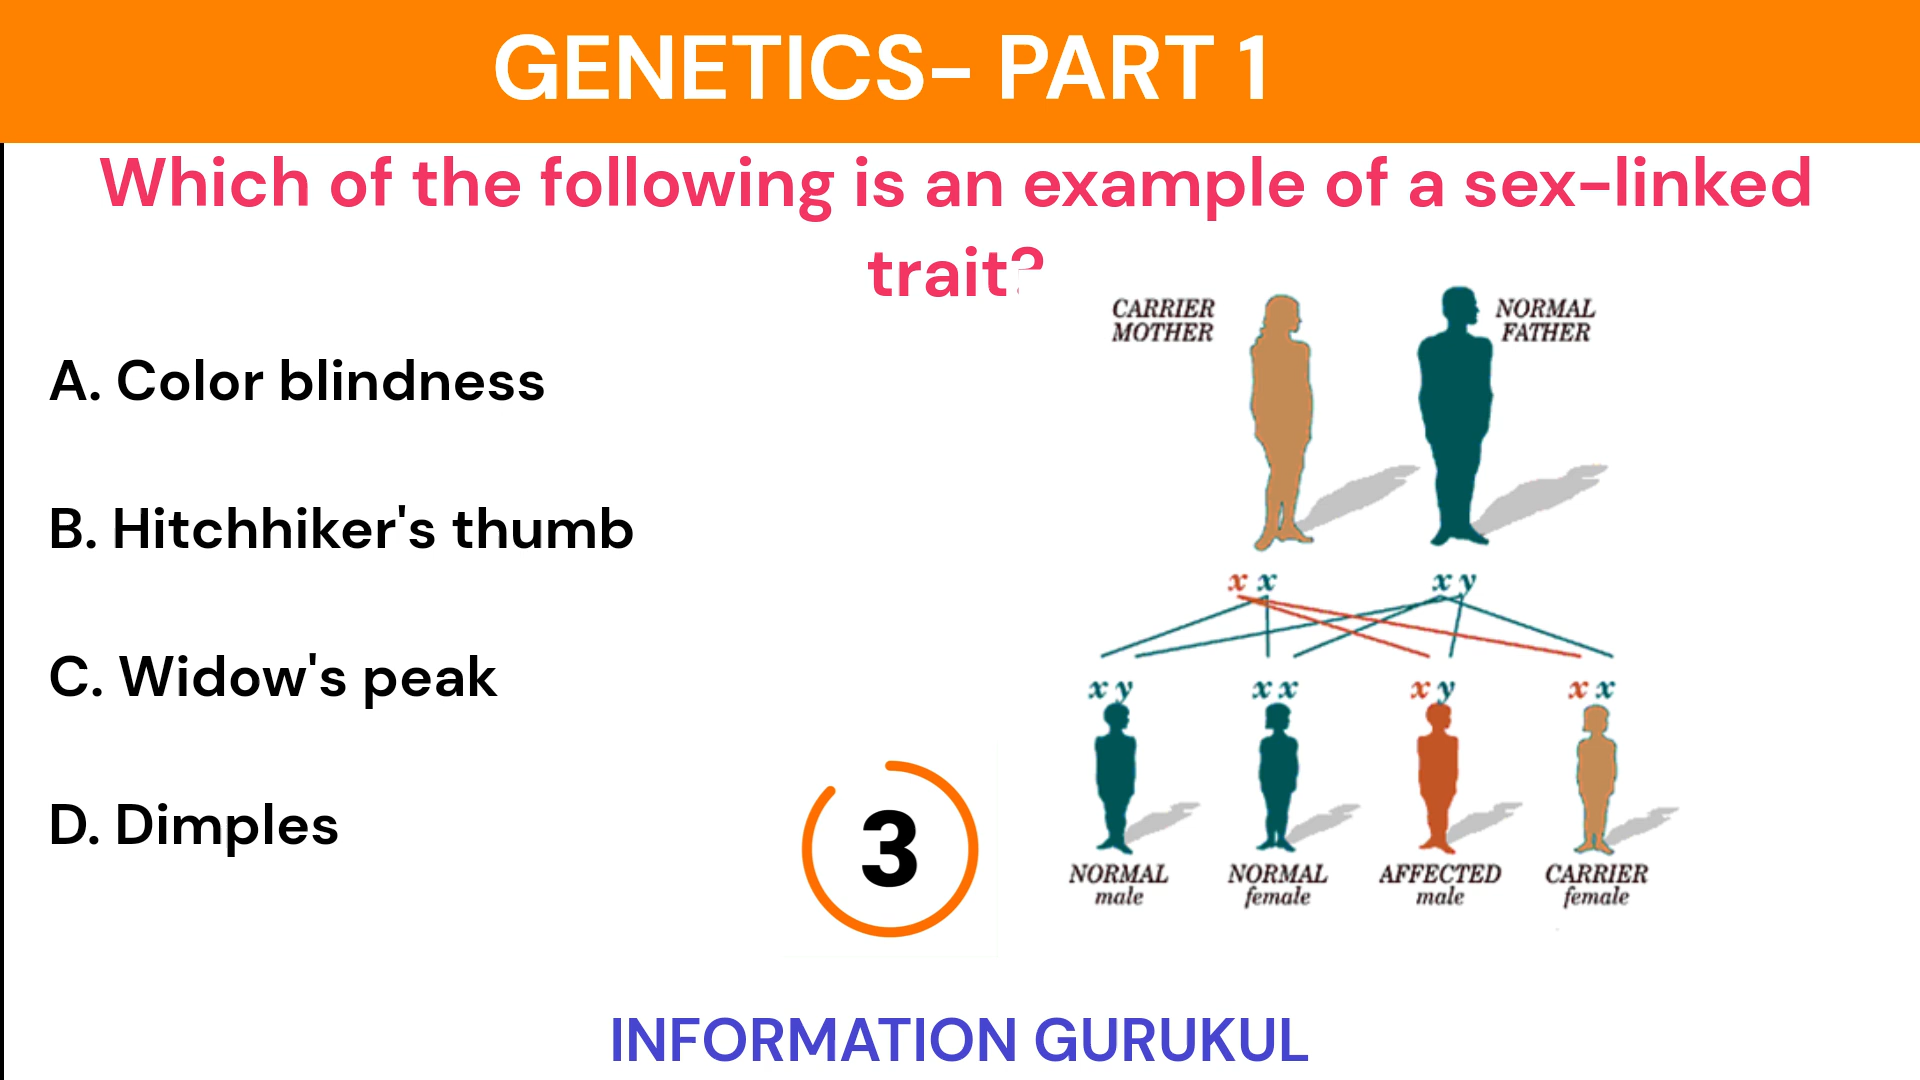 GENETICS- PART 1
Which of the following is an example of a sex-linked
trait?
A. Color blindness
B. Hitchhiker's thumb
C. Widow's peak
D. Dimples
3
CARRIER
MOTHER
NORMAL
FATHER
x x
x y
x y
x x
x y
x x
NORMAL
male
NORMAL
female
AFFECTED
male
CARRIER
female
INFORMATION GURUKUL